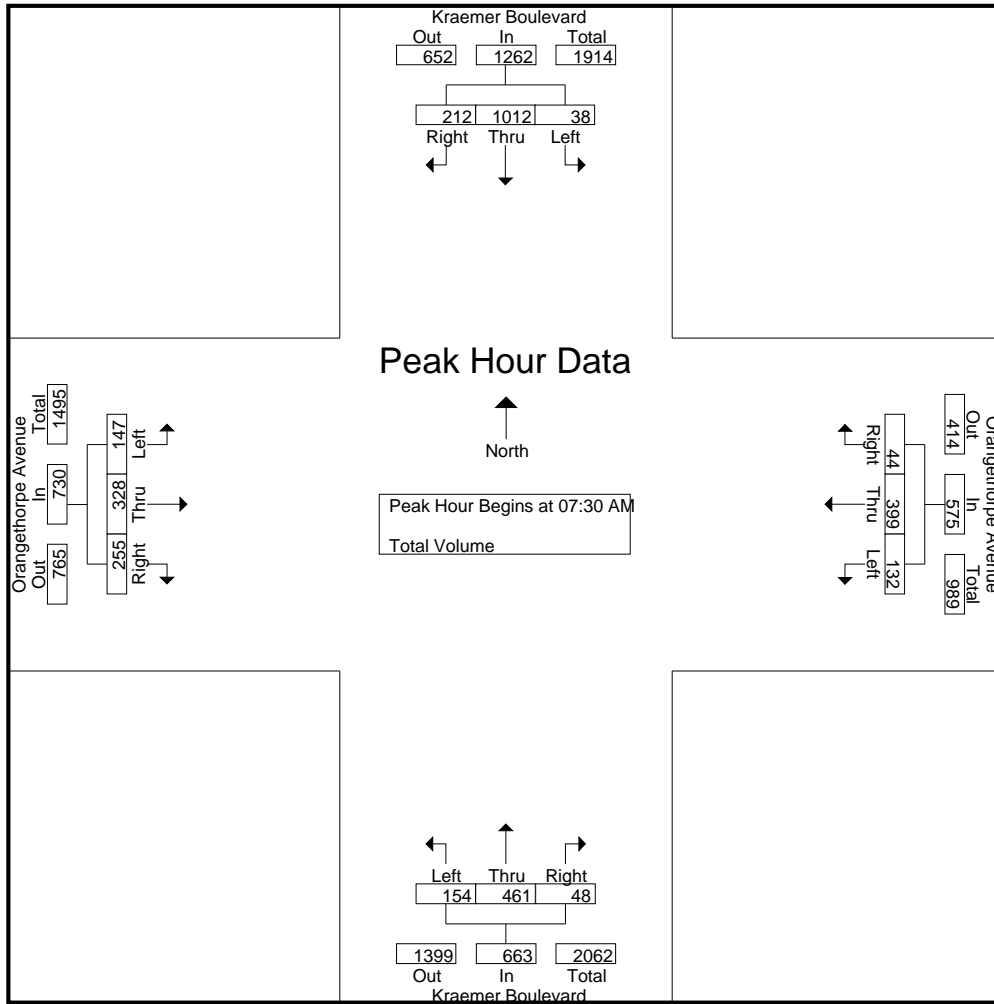 Kraemer Boulevard
Out In Total
652 1262 1914
212 1012 38
Right Thru Left
Peak Hour Data
North
Peak Hour Begins at 07:30 AM
Total Volume
Orangethorpe Avenue
Out In Total
765 730 1495
255 328 147
Right Thru Left
Orangethorpe Avenue
Out In Total
414 575 989
44 399 132
Right Thru Left
Left Thru Right
154 461 48
1399 663 2062
Out In Total
Kraemer Boulevard